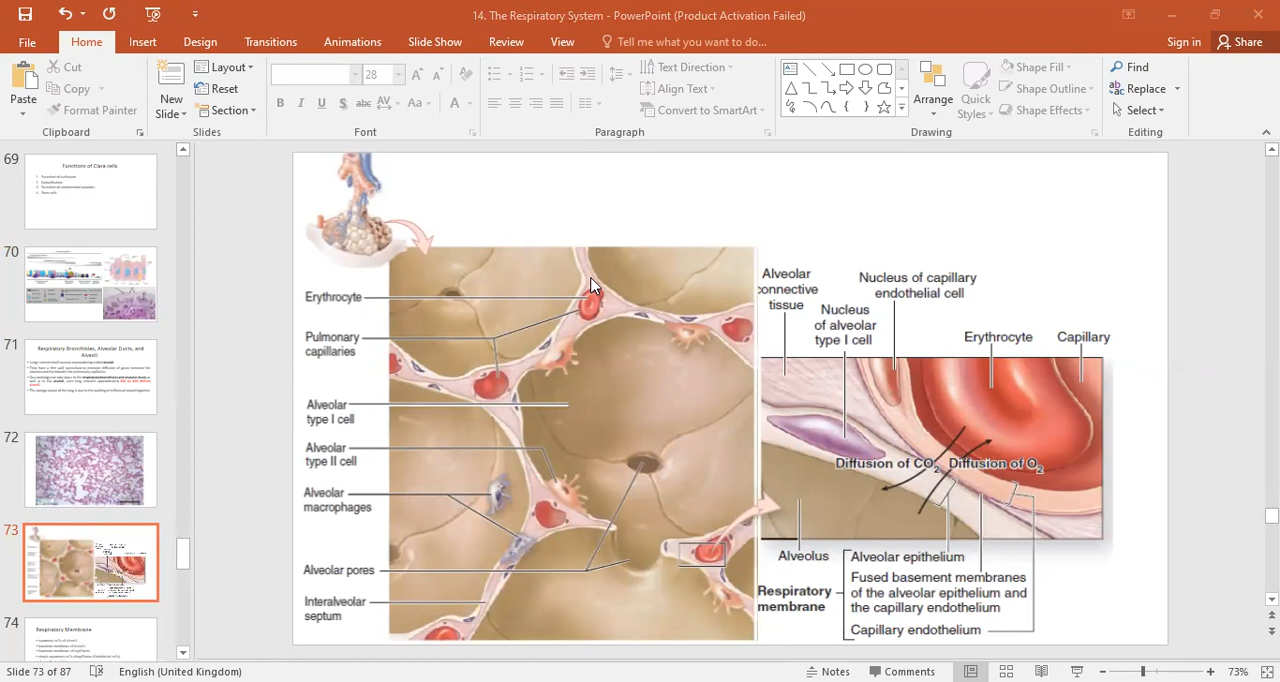 14. The Respiratory System - PowerPoint (Product Activation Failed)
File Home Insert Design Transitions Animations Slide Show Review View Tell me what you want to do... Sign in Share
Paste
Cut
Copy
Format Painter
Clipboard
New
Slide
Layout
Reset
Section
Slides
28
B I U S abc AV Aa A
Font
Text Direction
Align Text
Convert to SmartArt
Paragraph
Arrange
Quick
Styles
Shape Fill
Shape Outline
Shape Effects
Drawing
Find
Replace
Select
Editing
69
Functions of Clara cells
70
71
Respiratory Bronchioles, Alveolar Ducts, and
Alveoli
72
73
74
Respiratory Membrane
Erythrocyte
Pulmonary
capillaries
Alveolar
type I cell
Alveolar
type II cell
Alveolar
macrophages
Alveolar pores
Interalveolar
septum
Alveolar
connective
tissue
Nucleus of capillary
endothelial cell
Nucleus
of alveolar
type I cell
Erythrocyte
Capillary
Diffusion of CO2
Diffusion of O2
Alveolus
Respiratory
membrane
Alveolar epithelium
Fused basement membranes
of the alveolar epithelium and
the capillary endothelium
Capillary endothelium
Slide 73 of 87 English (United Kingdom) Notes Comments 73%